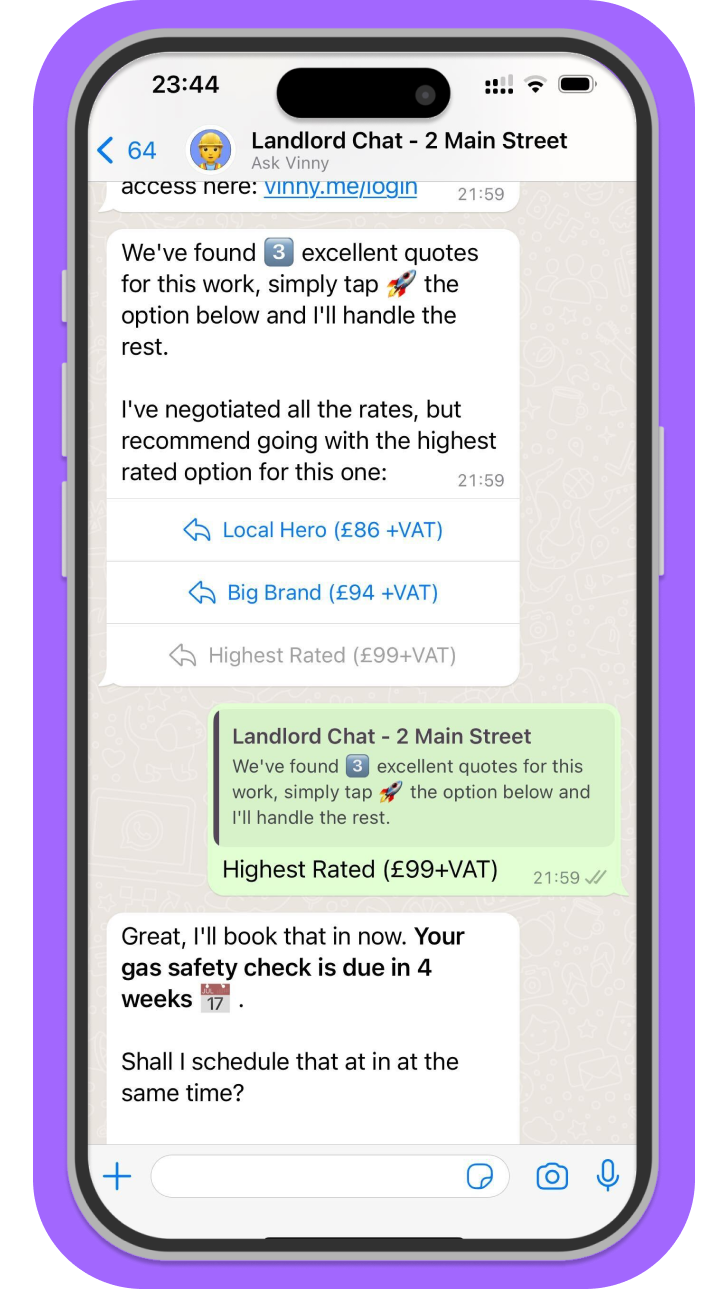 23:44
64
Landlord Chat - 2 Main Street
Ask Vinny
access here: vinny.me/login
21:59
We've found 3️⃣ excellent quotes
for this work, simply tap 🚀 the
option below and I'll handle the
rest.
I've negotiated all the rates, but
recommend going with the highest
rated option for this one:
21:59
Local Hero (£86 +VAT)
Big Brand (£94 +VAT)
Highest Rated (£99+VAT)
Landlord Chat - 2 Main Street
We've found 3️⃣ excellent quotes for this
work, simply tap 🚀 the option below and
I'll handle the rest.
Highest Rated (£99+VAT)
21:59
Great, I'll book that in now. Your
gas safety check is due in 4
weeks 📅 .
Shall I schedule that at in at the
same time?